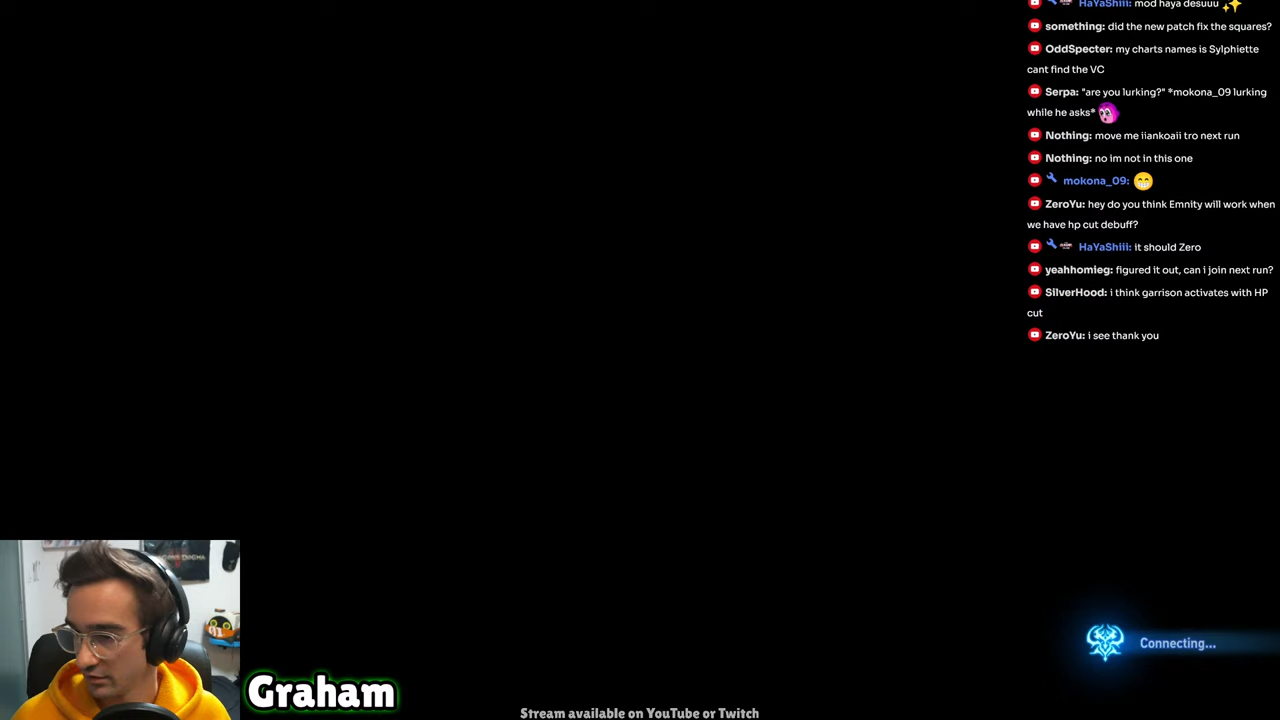 HaYaShiii: mod haya desuuu
something: did the new patch fix the squares?
OddSpecter: my charts names is Sylphiette
cant find the VC
Serpa: "are you lurking?" *mokona_09 lurking
while he asks*
Nothing: move me iiankoaii tro next run
Nothing: no im not in this one
mokona_09:
ZeroYu: hey do you think Emnity will work when
we have hp cut debuff?
HaYaShiii: it should Zero
yeahhomieg: figured it out, can i join next run?
SilverHood: i think garrison activates with HP
cut
ZeroYu: i see thank you
Connecting...
Graham
Stream available on YouTube or Twitch